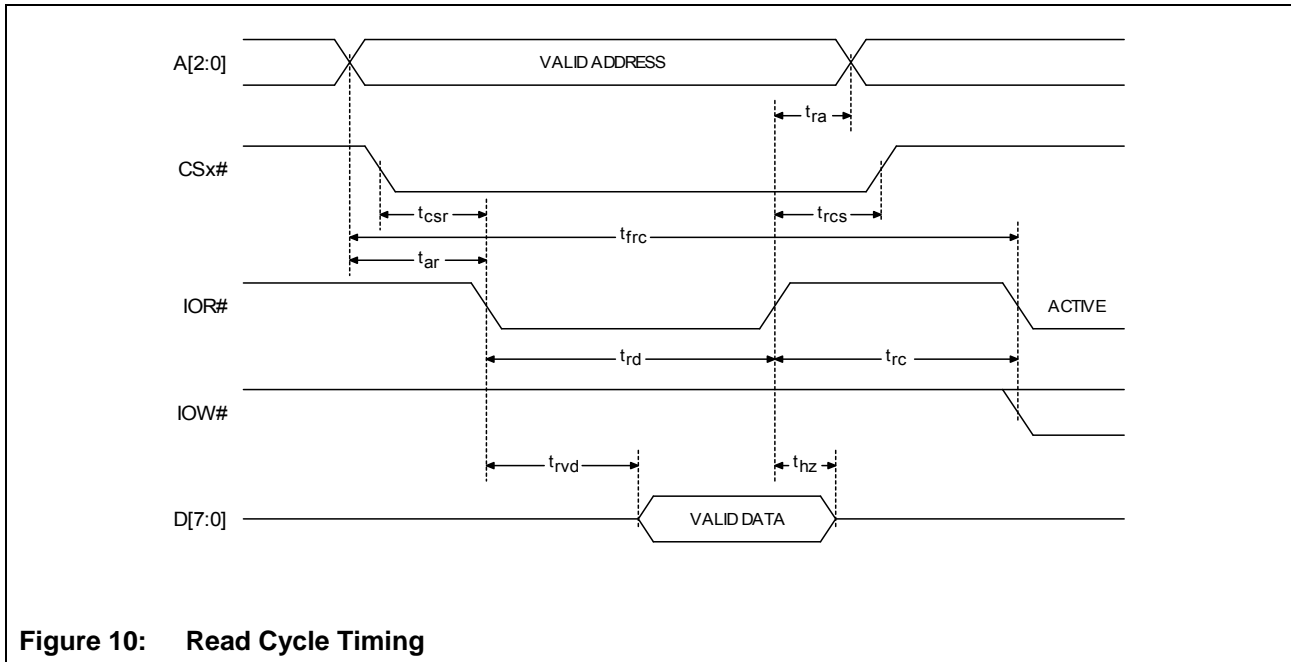 A[2:0]
VALID ADDRESS
tra
CSx#
tcsr
trcs
tfrc
tar
IOR#
ACTIVE
trd
trc
IOW#
trvd
thz
D[7:0]
VALID DATA
Figure 10: Read Cycle Timing